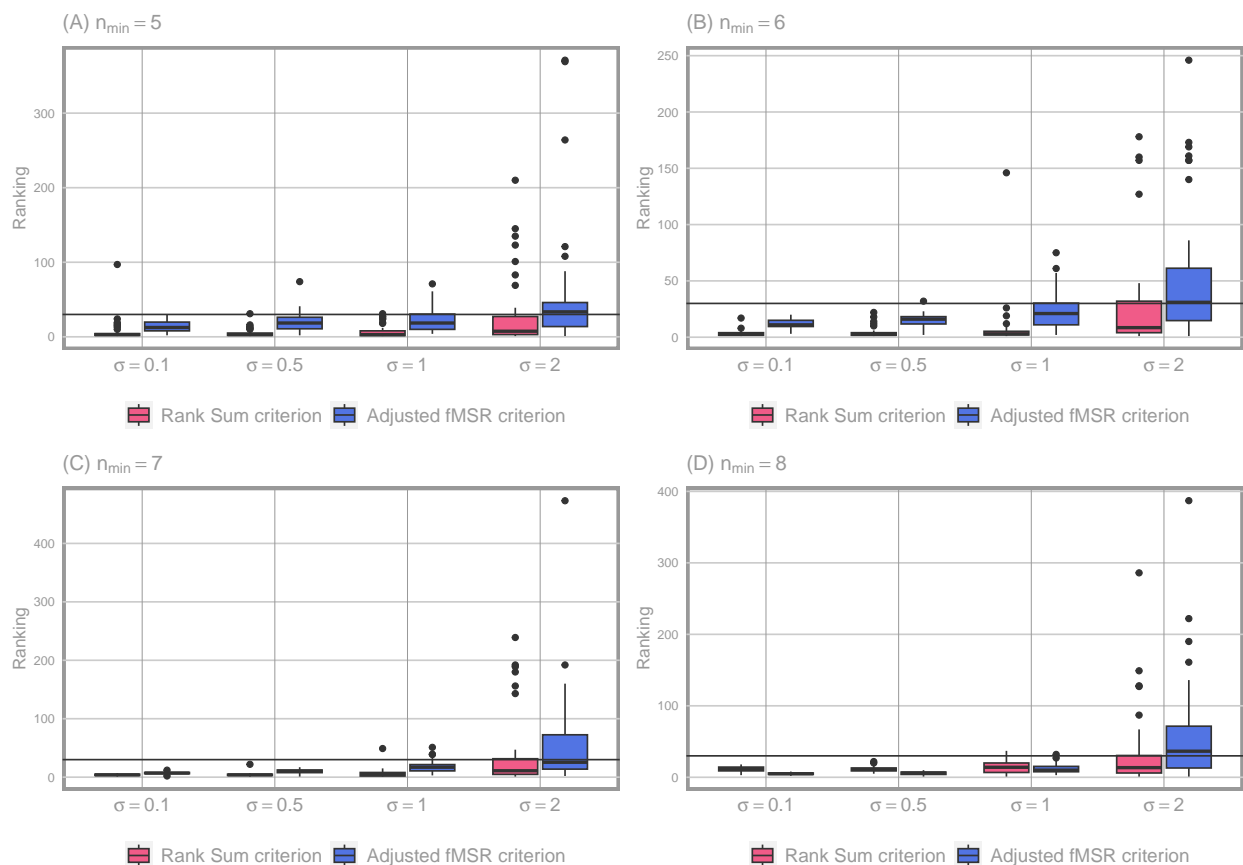 (A) nmin = 5
Ranking
300
200
100
0
σ = 0.1 σ = 0.5 σ = 1 σ = 2
Rank Sum criterion Adjusted fMSR criterion
(B) nmin = 6
Ranking
250
200
150
100
50
0
σ = 0.1 σ = 0.5 σ = 1 σ = 2
Rank Sum criterion Adjusted fMSR criterion
(C) nmin = 7
Ranking
400
300
200
100
0
σ = 0.1 σ = 0.5 σ = 1 σ = 2
Rank Sum criterion Adjusted fMSR criterion
(D) nmin = 8
Ranking
400
300
200
100
0
σ = 0.1 σ = 0.5 σ = 1 σ = 2
Rank Sum criterion Adjusted fMSR criterion